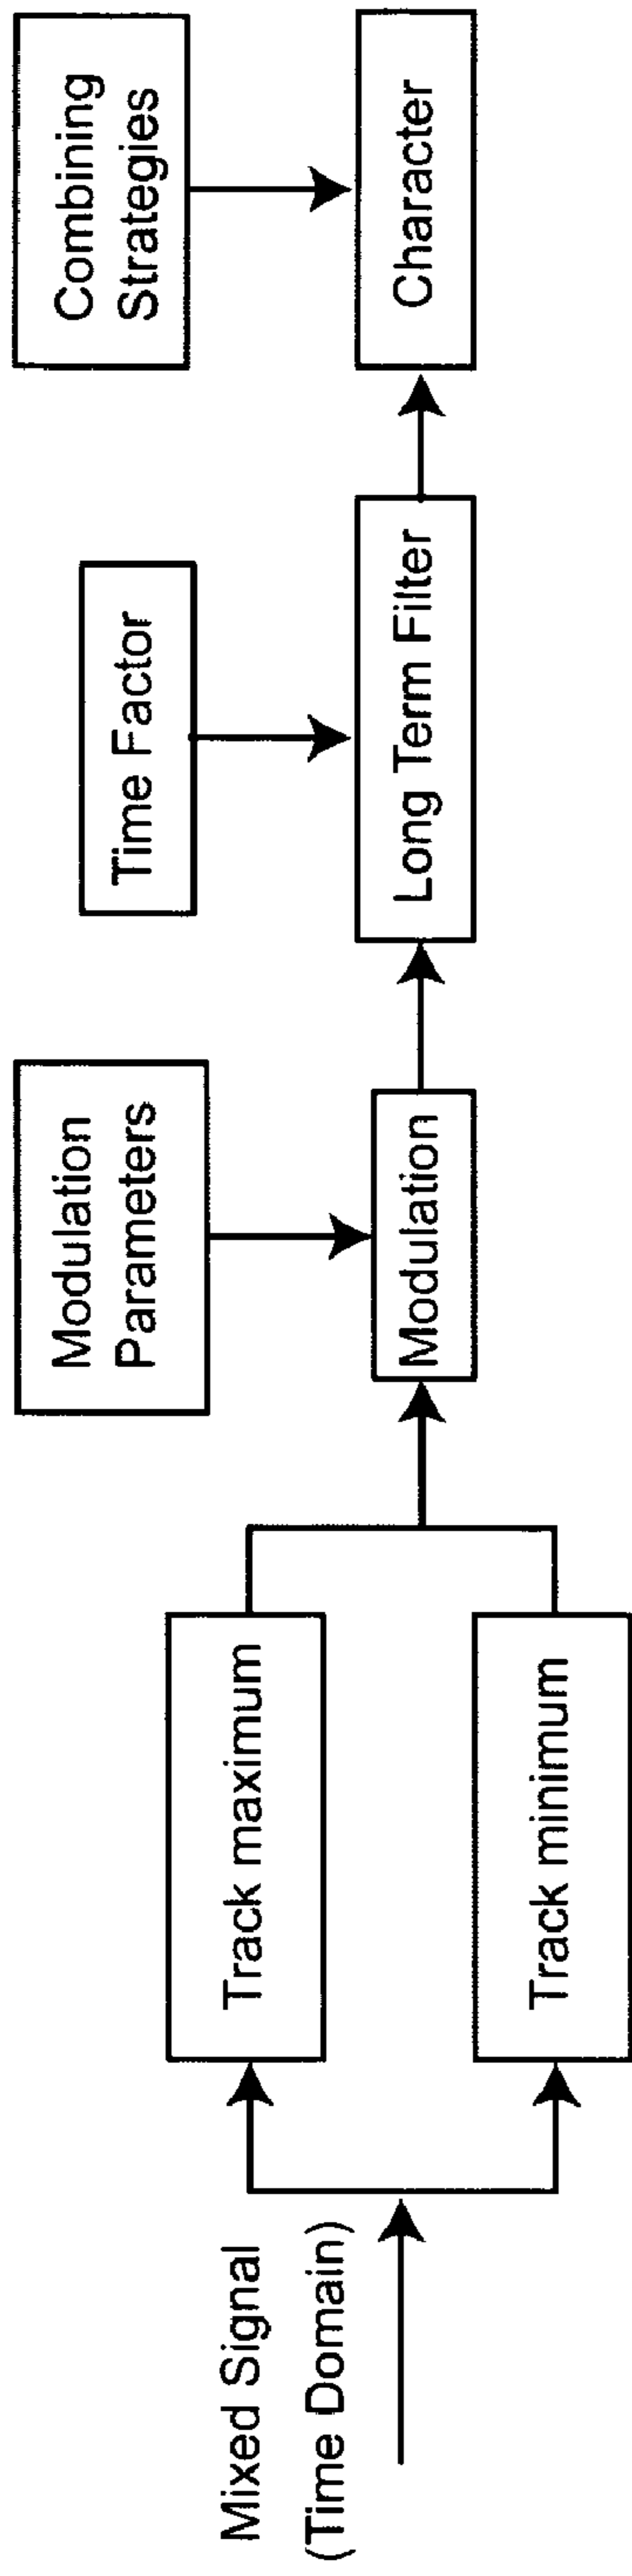 Mixed Signal
(Time Domain)
Track maximum
Track minimum
Modulation
Parameters
Modulation
Time Factor
Long Term Filter
Combining
Strategies
Character